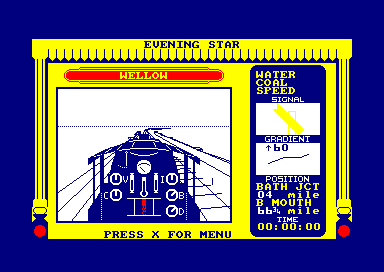 EVENING STAR
WELLOW
WATER
COAL
SPEED
SIGNAL
GRADIENT
↑60
V
I
C
B
D
POSITION
BATH JCT
04 mile
B MOUTH
66¾ mile
TIME
00:00:00
PRESS X FOR MENU